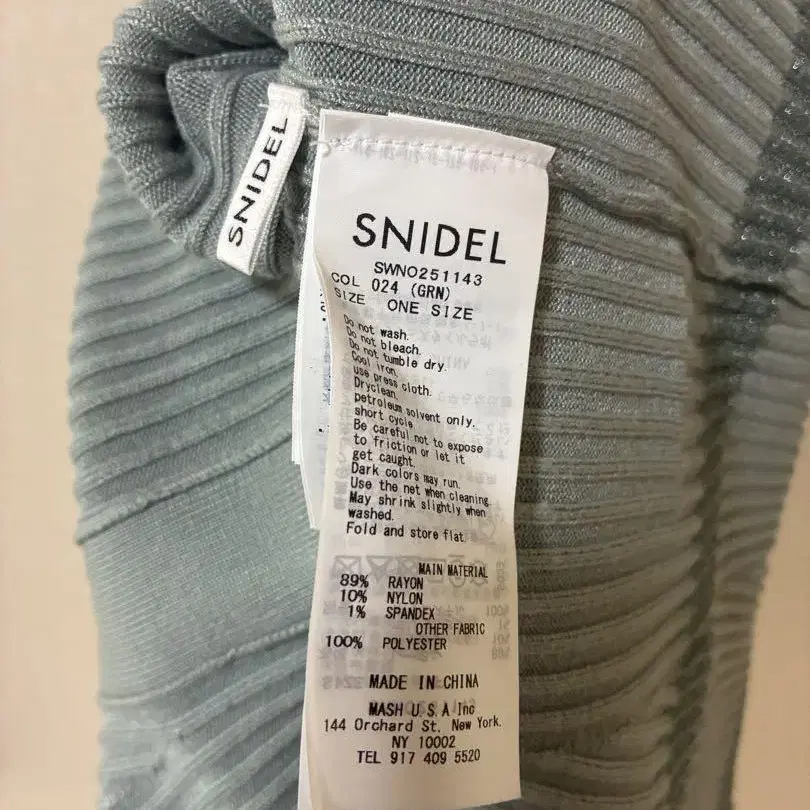 SNIDEL
SNIDEL
SWNO251143
COL 024 (GRN)
SIZE ONE SIZE
Do not wash.
Do not bleach.
Do not tumble dry.
Cool iron.
use press cloth.
Dryclean.
petroleum solvent only.
short cycle.
Be careful not to expose
to friction or let it
get caught.
Dark colors may run.
Use the net when cleaning.
May shrink slightly when
washed.
Fold and store flat.
MAIN MATERIAL
89% RAYON
10% NYLON
1% SPANDEX
OTHER FABRIC
100% POLYESTER
MADE IN CHINA
MASH U.S.A Inc
144 Orchard St. New York.
NY 10002
TEL 917 409 5520